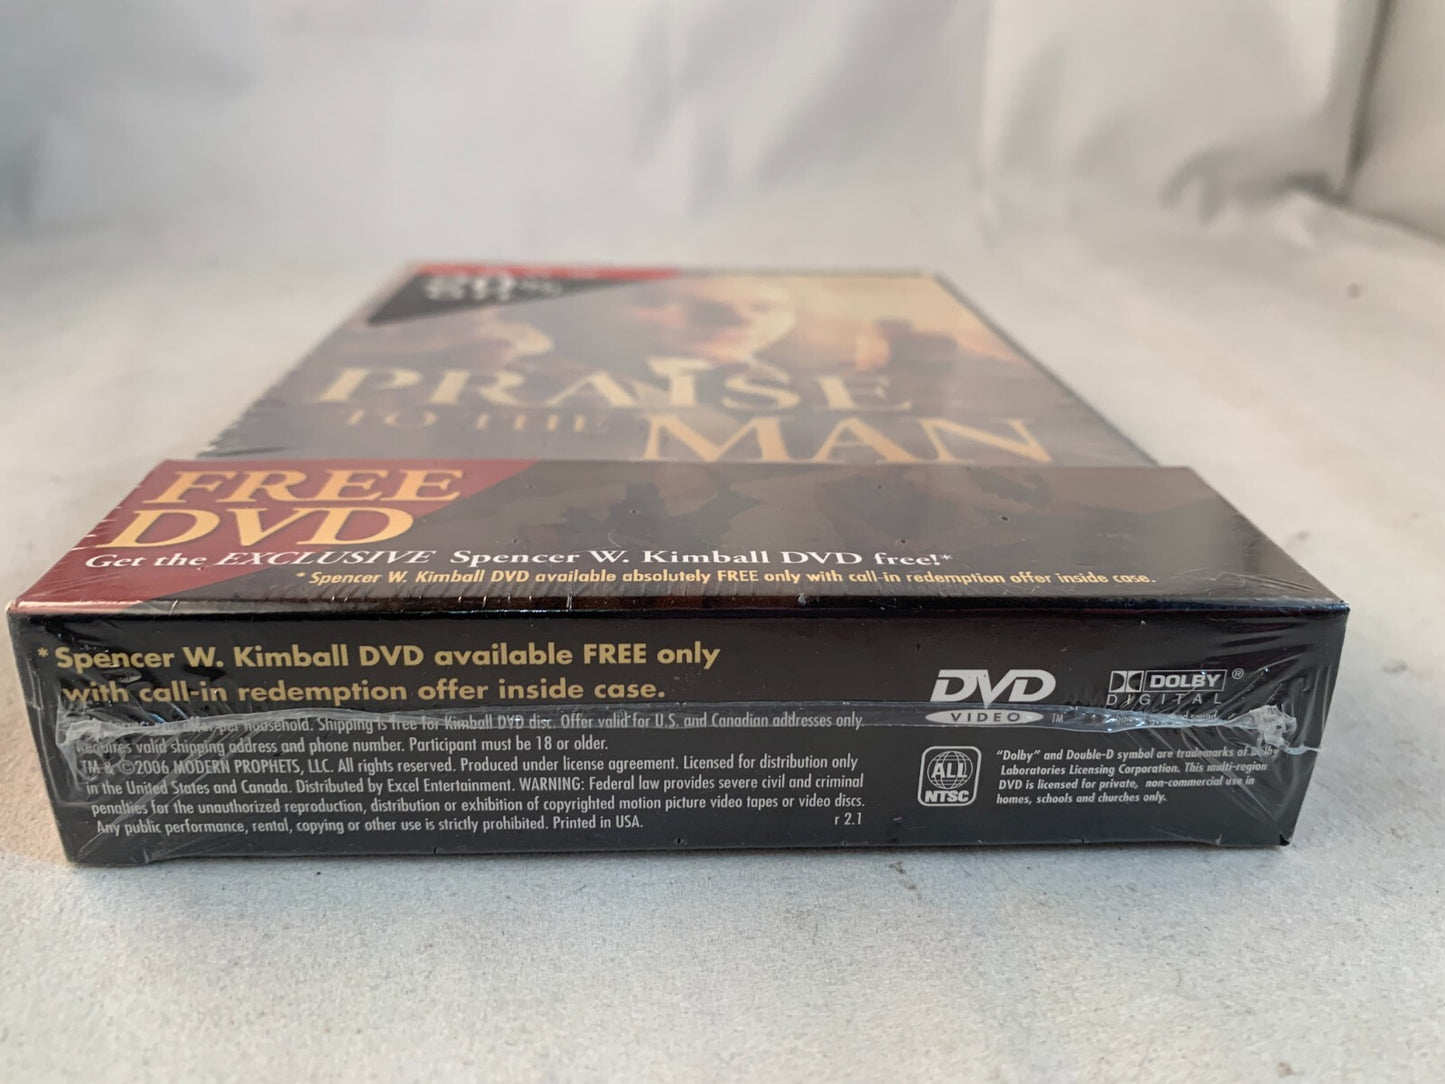 PRAISE
TO THE MAN
FREE
DVD
Get the EXCLUSIVE Spencer W. Kimball DVD free!*
*Spencer W. Kimball DVD available absolutely FREE only with call-in redemption offer inside case.
*Spencer W. Kimball DVD available FREE only
with call-in redemption offer inside case.
per household. Shipping is free for Kimball DVD disc. Offer valid for U.S. and Canadian addresses only.
Requires valid shipping address and phone number. Participant must be 18 or older.
TM & ©2006 MODERN PROPHETS, LLC. All rights reserved. Produced under license agreement. Licensed for distribution only
in the United States and Canada. Distributed by Excel Entertainment. WARNING: Federal law provides severe civil and criminal
penalties for the unauthorized reproduction, distribution or exhibition of copyrighted motion picture video tapes or video discs.
Any public performance, rental, copying or other use is strictly prohibited. Printed in USA.
r 2.1
DVD
VIDEO TM
DOLBY ®
DIGITAL
ALL
NTSC
"Dolby" and Double-D symbol are trademarks of Dolby
Laboratories Licensing Corporation. This multi-region
DVD is licensed for private, non-commercial use in
homes, schools and churches only.